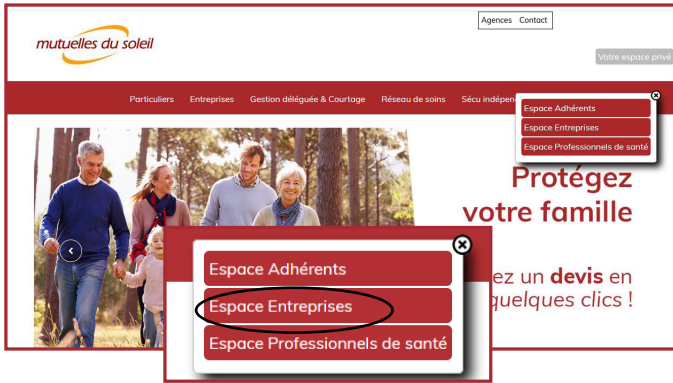 Agences Contact
mutuelles du soleil
Votre espace privé
Particuliers Entreprises Gestion déléguée & Courtage Réseau de soins Sécu indépen
Espace Adhérents
Espace Entreprises
Espace Professionnels de santé
Protégez
votre famille
ez un devis en
quelques clics !
Espace Adhérents
Espace Entreprises
Espace Professionnels de santé